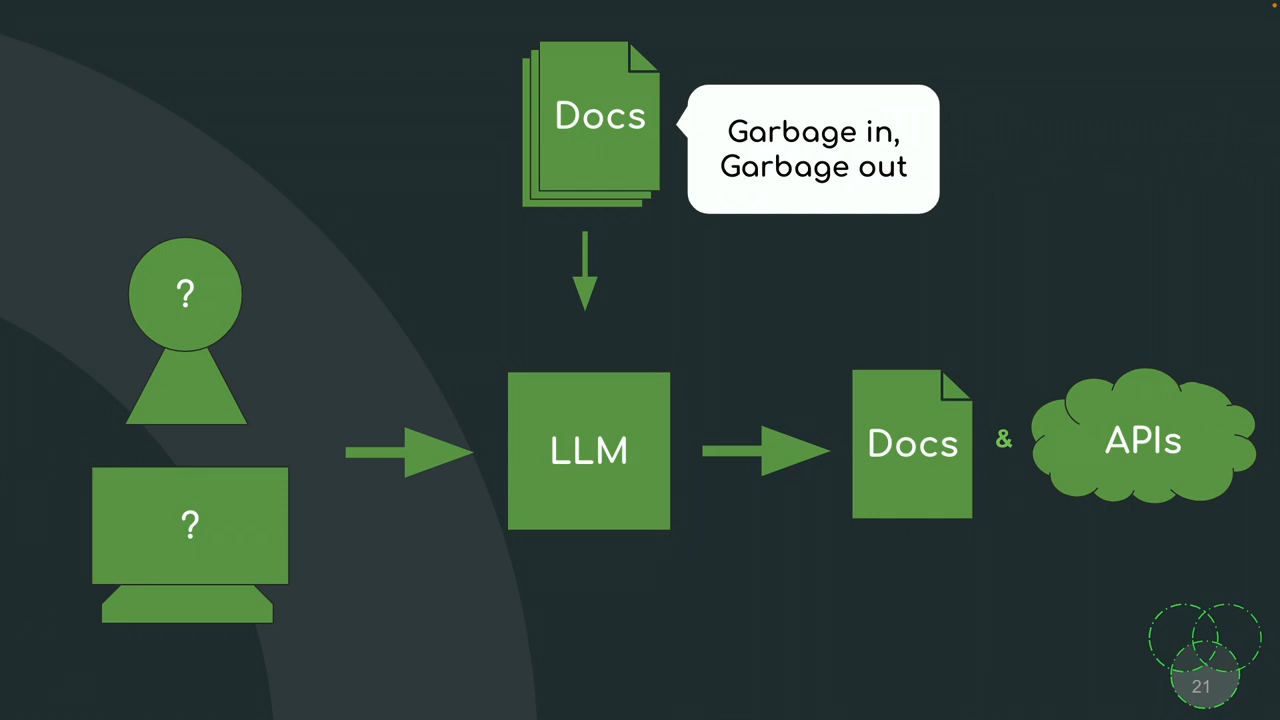 Docs
Garbage in,
Garbage out
?
?
LLM
Docs
&
APIs
21